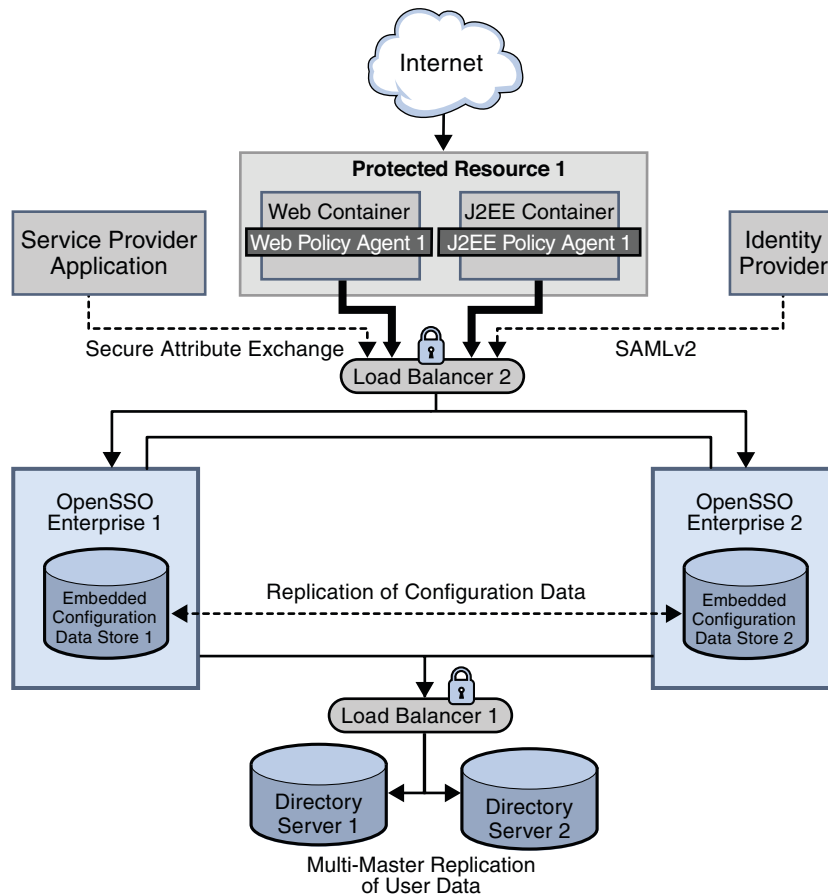 Internet
Protected Resource 1
Web Container
Web Policy Agent 1
J2EE Container
J2EE Policy Agent 1
Service Provider
Application
Identity
Provider
Secure Attribute Exchange
SAMLv2
Load Balancer 2
OpenSSO
Enterprise 1
OpenSSO
Enterprise 2
Embedded
Configuration
Data Store 1
Replication of Configuration Data
Embedded
Configuration
Data Store 2
Load Balancer 1
Directory
Server 1
Directory
Server 2
Multi-Master Replication
of User Data